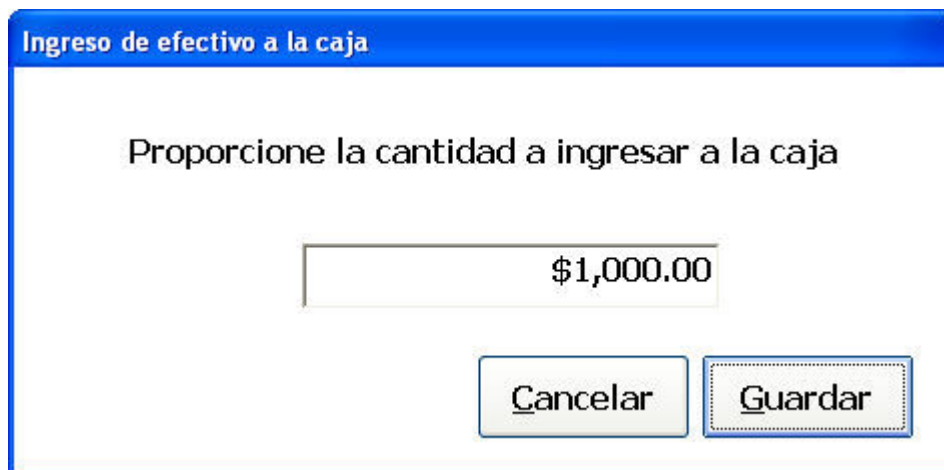 Ingreso de efectivo a la caja
Proporcione la cantidad a ingresar a la caja
$1,000.00
Cancelar Guardar